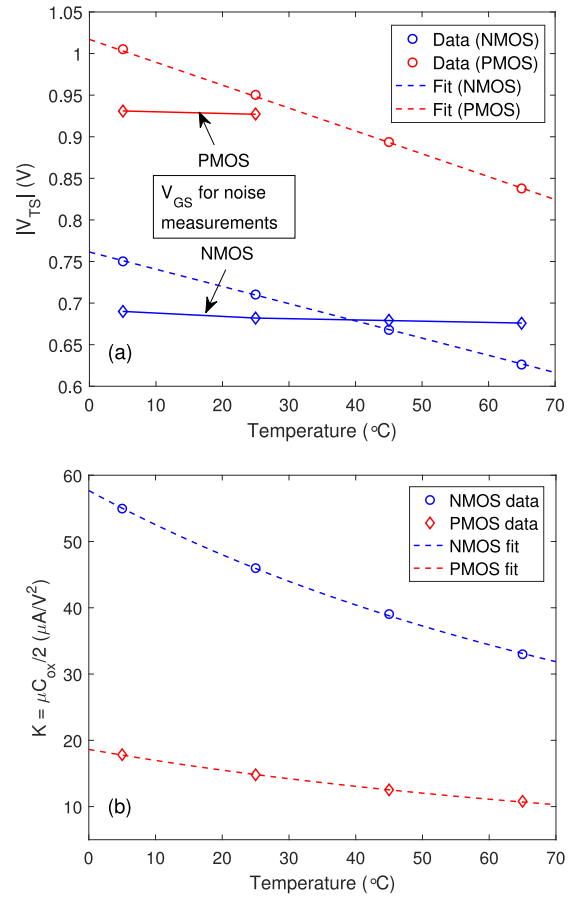 1.05
1
0.95
0.9
0.85
0.8
0.75
0.7
0.65
0.6
|V_TS| (V)
Data (NMOS)
Data (PMOS)
Fit (NMOS)
Fit (PMOS)
PMOS
V_GS for noise
measurements
NMOS
(a)
0 10 20 30 40 50 60 70
Temperature (°C)
60
50
40
30
20
10
K = μC_ox/2 (μA/V²)
NMOS data
PMOS data
NMOS fit
PMOS fit
(b)
0 10 20 30 40 50 60 70
Temperature (°C)